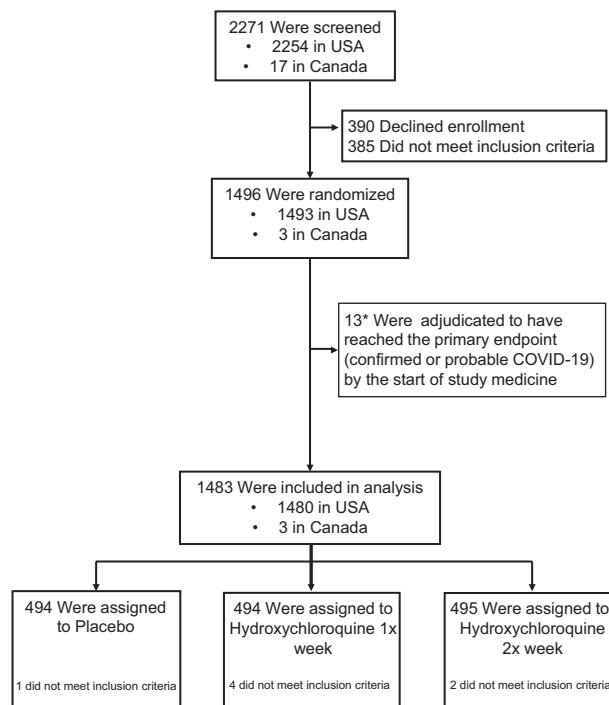 2271 Were screened
• 2254 in USA
• 17 in Canada
390 Declined enrollment
385 Did not meet inclusion criteria
1496 Were randomized
• 1493 in USA
• 3 in Canada
13* Were adjudicated to have
reached the primary endpoint
(confirmed or probable COVID-19)
by the start of study medicine
1483 Were included in analysis
• 1480 in USA
• 3 in Canada
494 Were assigned
to Placebo
1 did not meet inclusion criteria
494 Were assigned to
Hydroxychloroquine 1x
week
4 did not meet inclusion criteria
495 Were assigned to
Hydroxychloroquine
2x week
2 did not meet inclusion criteria